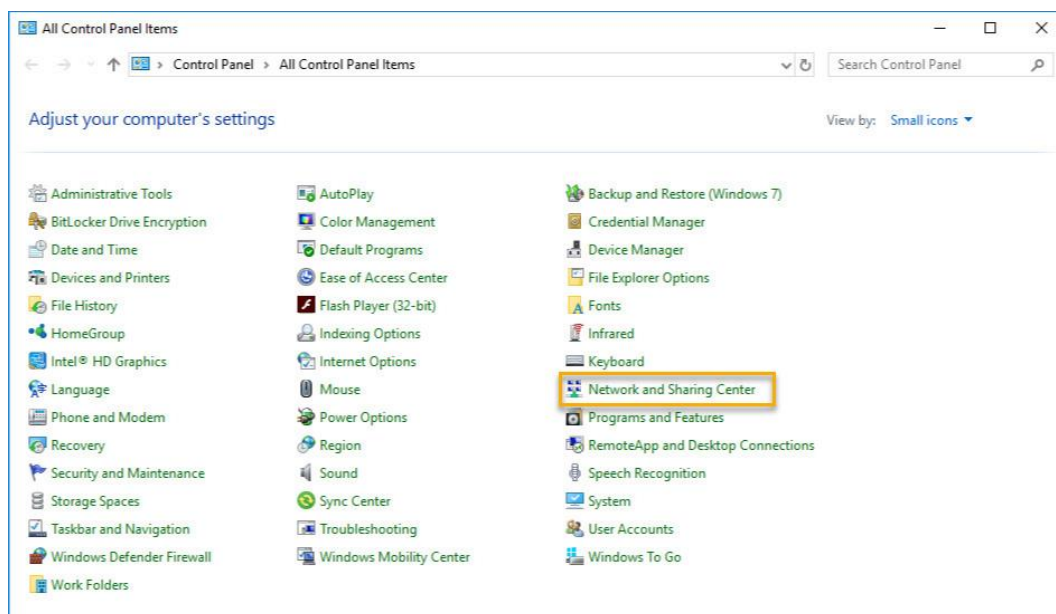 All Control Panel Items
Control Panel > All Control Panel Items
Search Control Panel
Adjust your computer's settings
View by: Small icons
Administrative Tools
AutoPlay
Backup and Restore (Windows 7)
BitLocker Drive Encryption
Color Management
Credential Manager
Date and Time
Default Programs
Device Manager
Devices and Printers
Ease of Access Center
File Explorer Options
File History
Flash Player (32-bit)
Fonts
HomeGroup
Indexing Options
Infrared
Intel® HD Graphics
Internet Options
Keyboard
Language
Mouse
Network and Sharing Center
Phone and Modem
Power Options
Programs and Features
Recovery
Region
RemoteApp and Desktop Connections
Security and Maintenance
Sound
Speech Recognition
Storage Spaces
Sync Center
System
Taskbar and Navigation
Troubleshooting
User Accounts
Windows Defender Firewall
Windows Mobility Center
Windows To Go
Work Folders